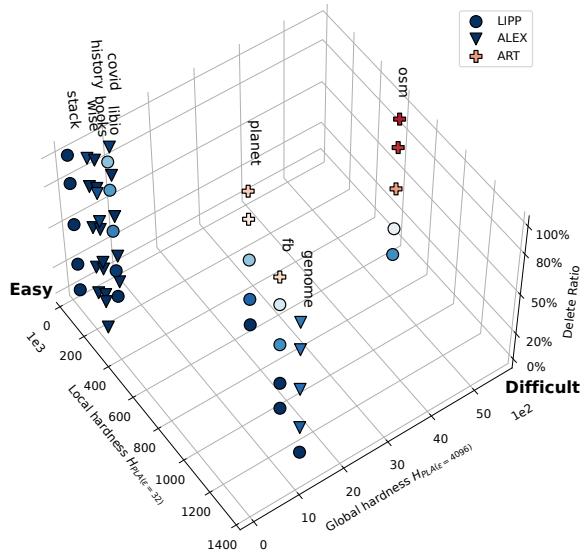 LIPP
ALEX
ART
covid
history
libio
books
wise
stack
planet
osm
fb
genome
Easy
Difficult
0
200
400
600
800
1000
1200
1400
1e3
Local hardness H_PLA(ε = 32)
0
10
20
30
40
50
1e2
Global hardness H_PLA(ε = 4096)
0%
20%
50%
80%
100%
Delete Ratio